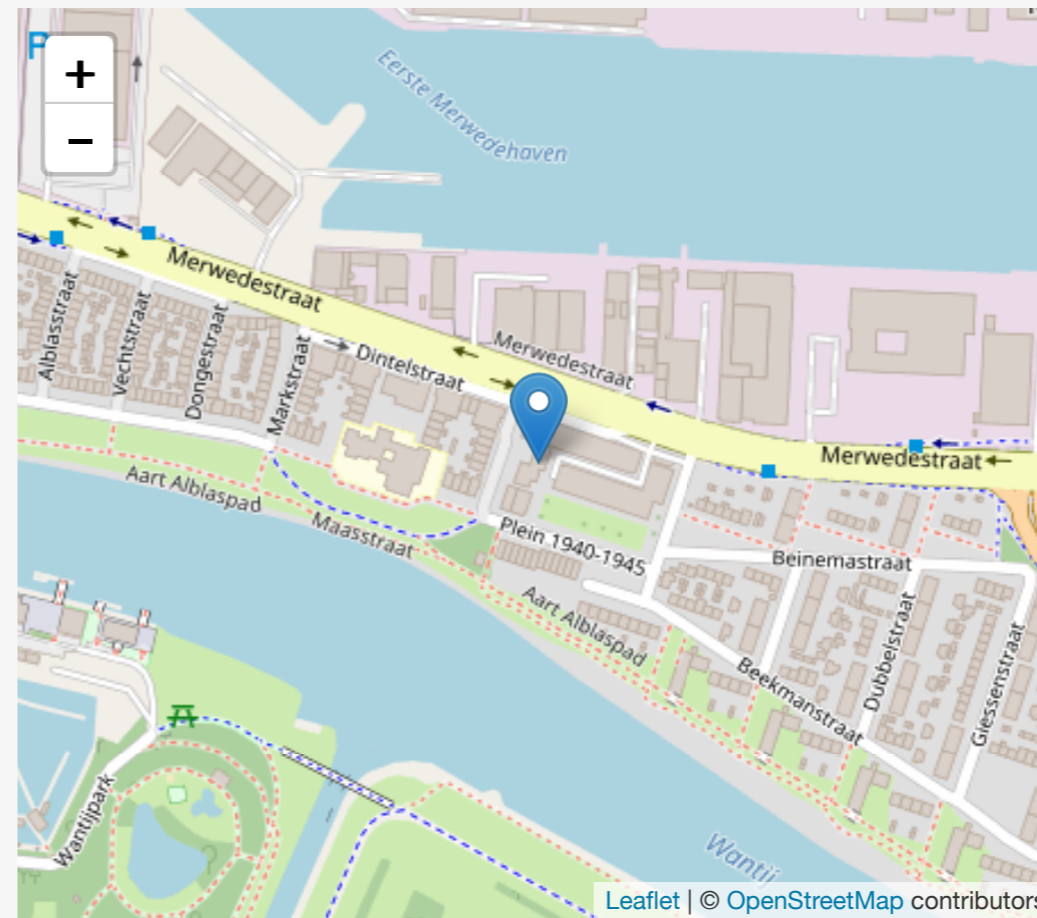 P
+
−
Eerste Merwedehaven
Merwedestraat
Merwedestraat
Merwedestraat
Alblasstraat
Vechtstraat
Dongestraat
Markstraat
Dintelstraat
Aart Alblaspad
Maasstraat
Plein 1940-1945
Beinemastraat
Aart Alblaspad
Beekmanstraat
Dubbelstraat
Giessenstraat
Wantijpark
Wantij
Leaflet | © OpenStreetMap contributors